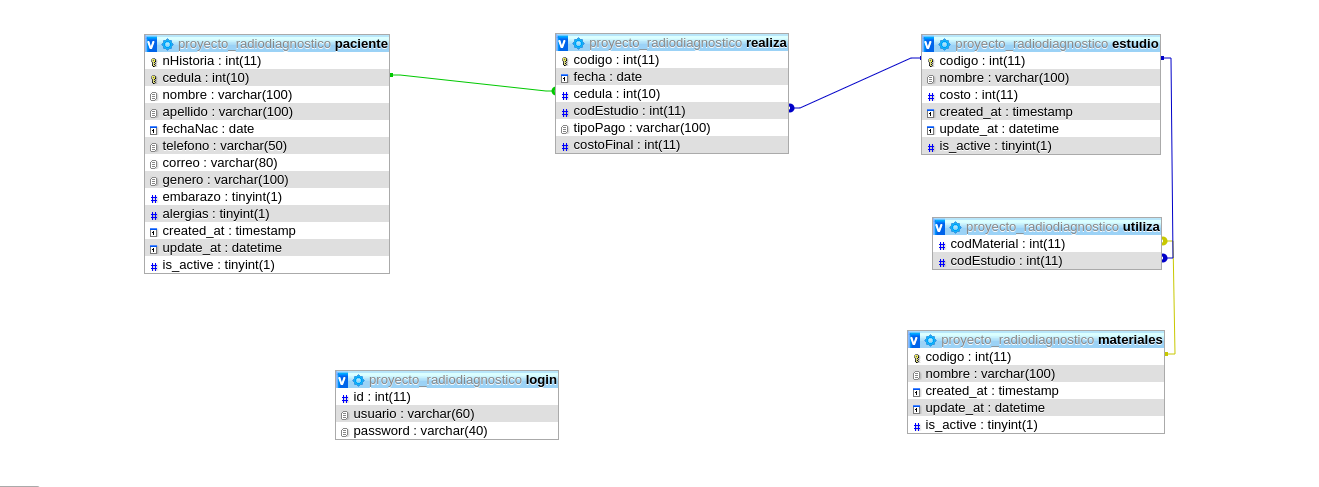 proyecto_radiodiagnostico paciente
nHistoria : int(11)
cedula : int(10)
nombre : varchar(100)
apellido : varchar(100)
fechaNac : date
telefono : varchar(50)
correo : varchar(80)
genero : varchar(100)
embarazo : tinyint(1)
alergias : tinyint(1)
created_at : timestamp
update_at : datetime
is_active : tinyint(1)
proyecto_radiodiagnostico realiza
codigo : int(11)
fecha : date
cedula : int(10)
codEstudio : int(11)
tipoPago : varchar(100)
costoFinal : int(11)
proyecto_radiodiagnostico estudio
codigo : int(11)
nombre : varchar(100)
costo : int(11)
created_at : timestamp
update_at : datetime
is_active : tinyint(1)
proyecto_radiodiagnostico utiliza
codMaterial : int(11)
codEstudio : int(11)
proyecto_radiodiagnostico materiales
codigo : int(11)
nombre : varchar(100)
created_at : timestamp
update_at : datetime
is_active : tinyint(1)
proyecto_radiodiagnostico login
id : int(11)
usuario : varchar(60)
password : varchar(40)